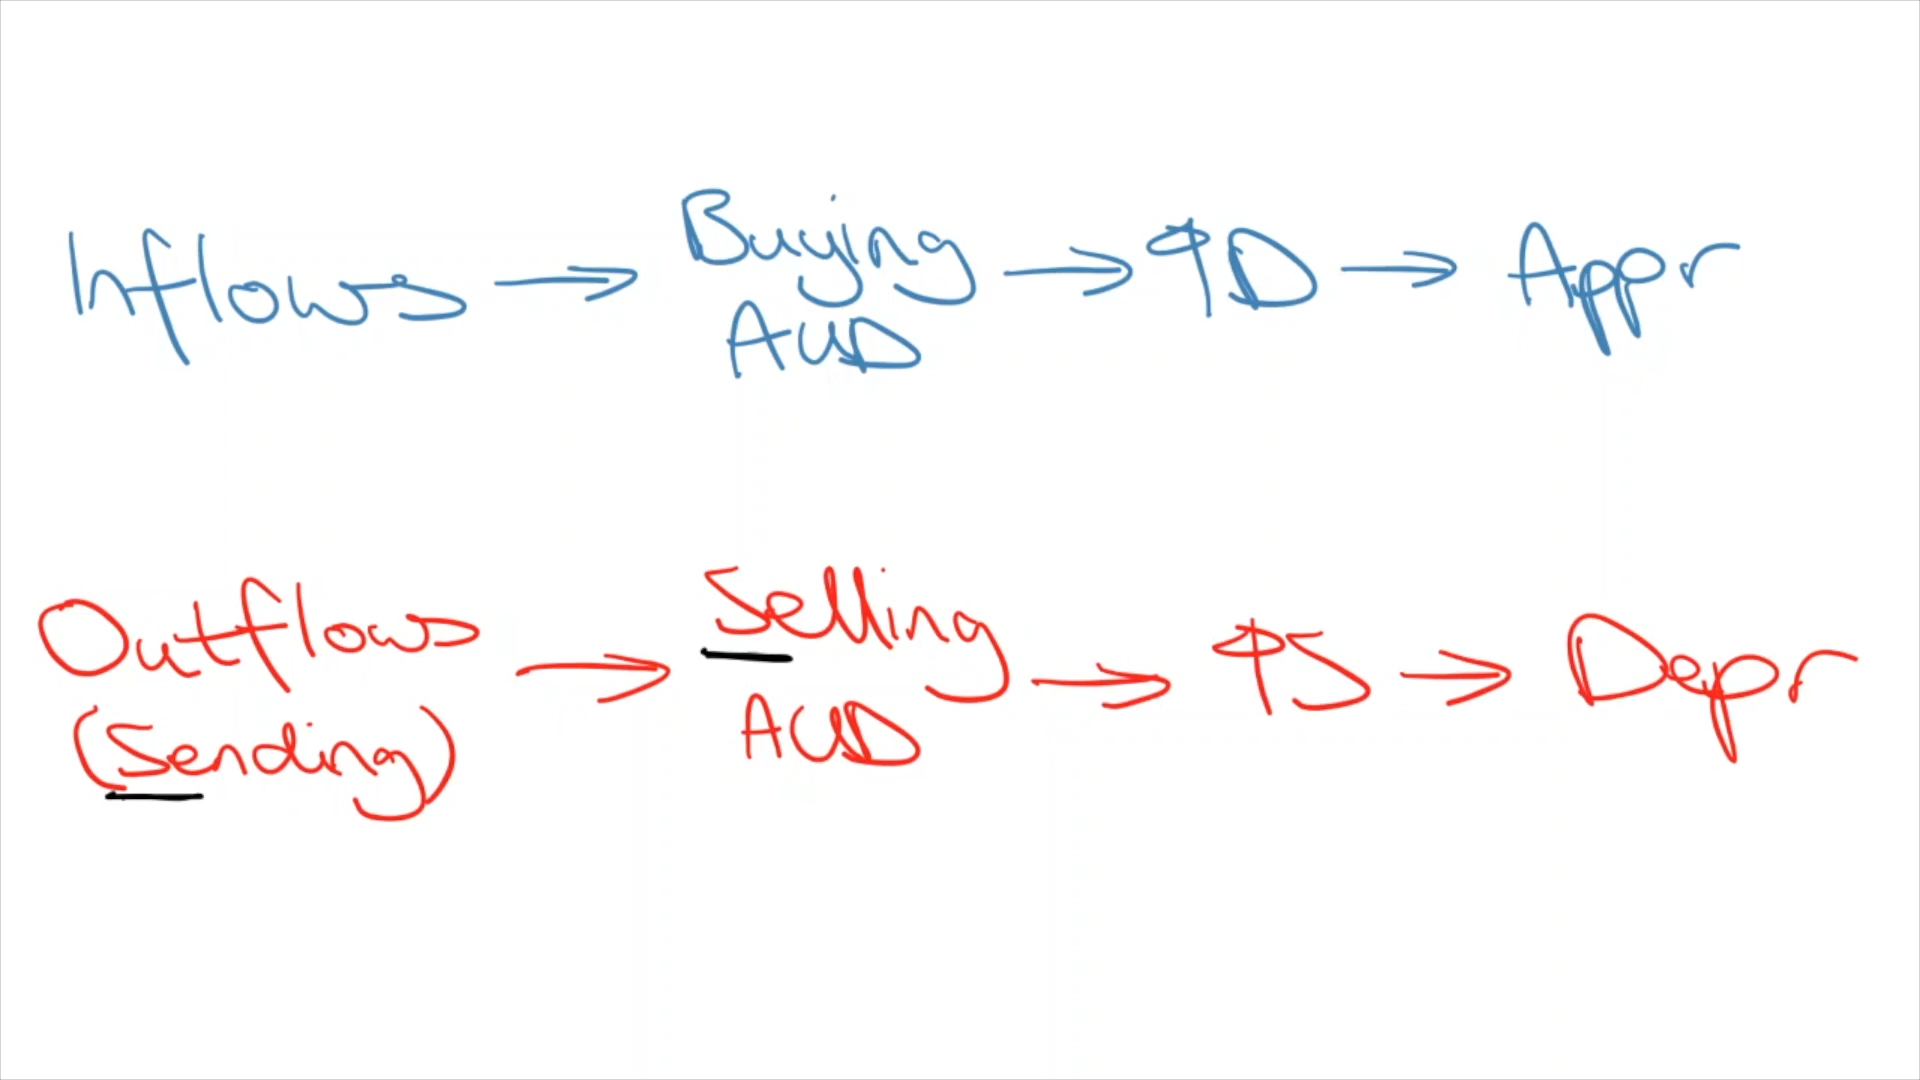 Inflows → Buying AUD → ↑D → Appr
Outflows (Sending) → Selling AUD → ↑S → Depr